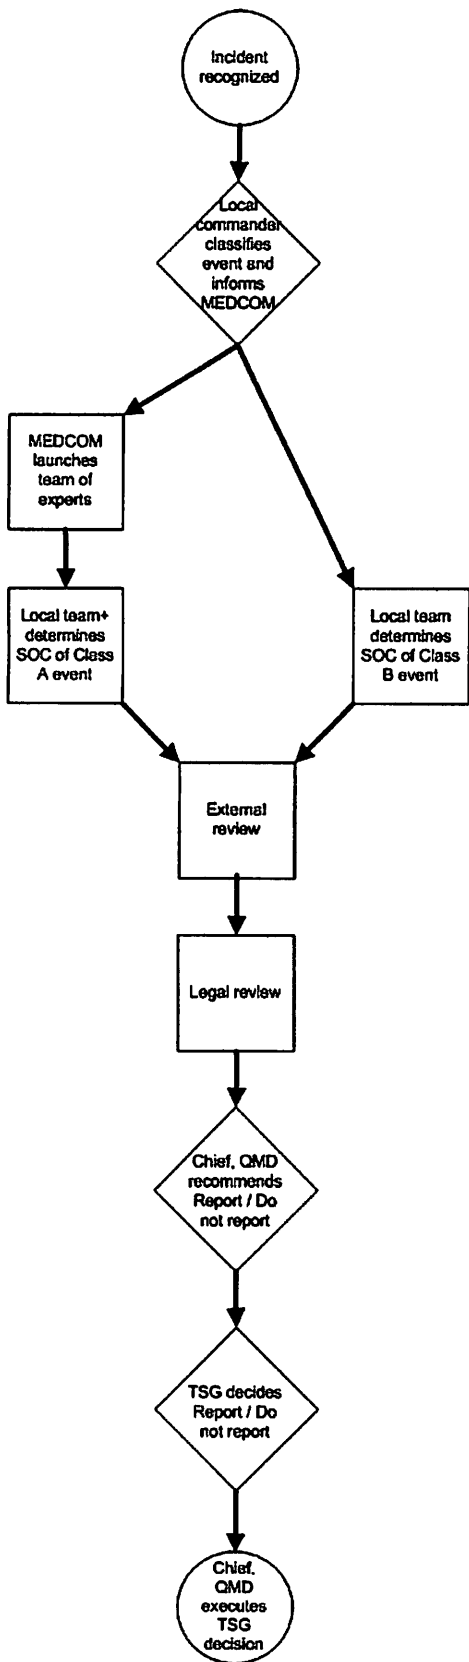 Incident
recognized
Local
commander
classifies
event and
informs
MEDCOM
MEDCOM
launches
team of
experts
Local team+
determines
SOC of Class
A event
Local team
determines
SOC of Class
B event
External
review
Legal review
Chief, QMD
recommends
Report / Do
not report
TSG decides
Report / Do
not report
Chief,
QMD
executes
TSG
decision